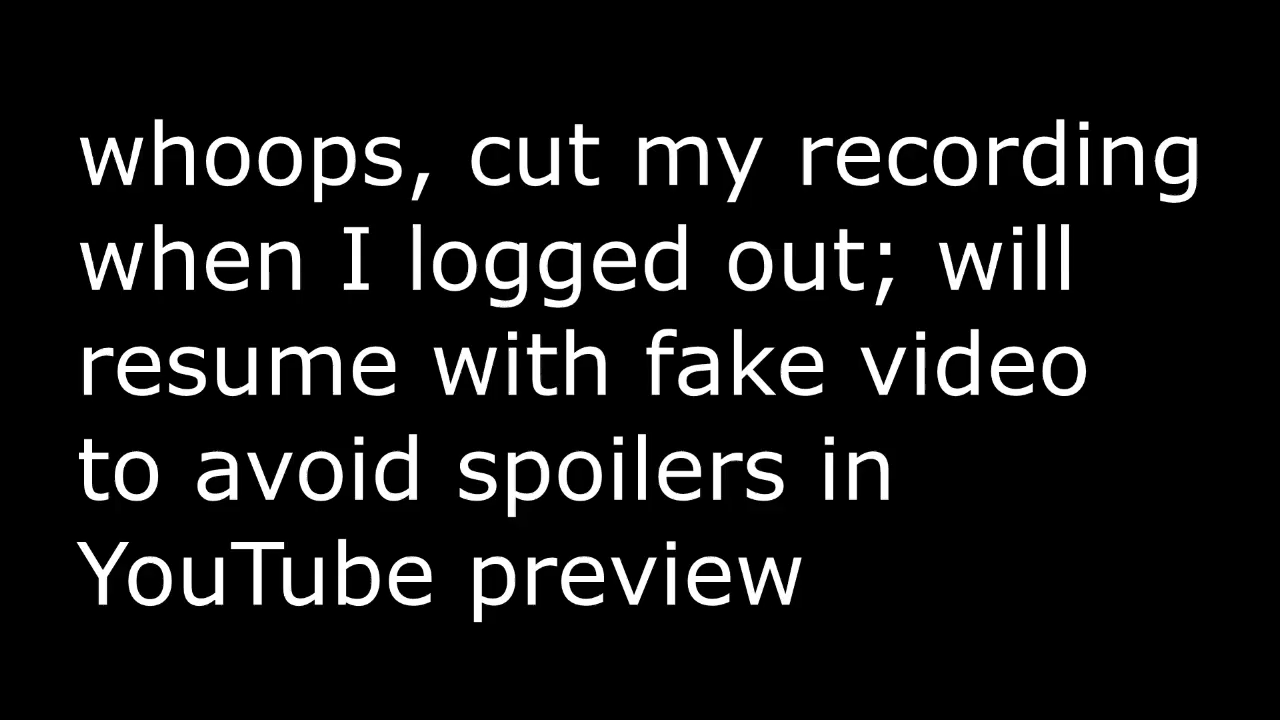 whoops, cut my recording
when I logged out; will
resume with fake video
to avoid spoilers in
YouTube preview